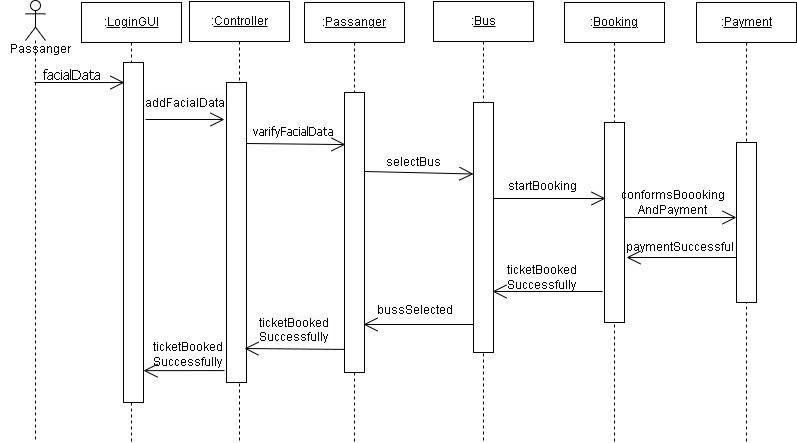 :LoginGUI
:Controller
:Passanger
:Bus
:Booking
:Payment
Passanger
facialData
addFacialData
varifyFacialData
selectBus
startBooking
conformsBoooking
AndPayment
paymentSuccessful
ticketBooked
Successfully
bussSelected
ticketBooked
Successfully
ticketBooked
Successfully